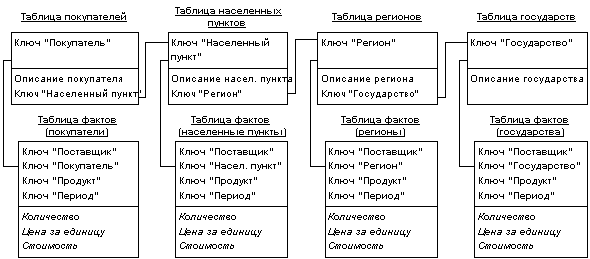 Таблица покупателей
Ключ "Покупатель"
Описание покупателя
Ключ "Населенный пункт"
Таблица населенных
пунктов
Ключ "Населенный
пункт"
Описание насел. пункта
Ключ "Регион"
Таблица регионов
Ключ "Регион"
Описание региона
Ключ "Государство"
Таблица государств
Ключ "Государство"
Описание государства
Таблица фактов
(покупатели)
Ключ "Поставщик"
Ключ "Покупатель"
Ключ "Продукт"
Ключ "Период"
Количество
Цена за единицу
Стоимость
Таблица фактов
(населенные пункты)
Ключ "Поставщик"
Ключ "Насел. пункт"
Ключ "Продукт"
Ключ "Период"
Количество
Цена за единицу
Стоимость
Таблица фактов
(регионы)
Ключ "Поставщик"
Ключ "Регион"
Ключ "Продукт"
Ключ "Период"
Количество
Цена за единицу
Стоимость
Таблица фактов
(государства)
Ключ "Поставщик"
Ключ "Государство"
Ключ "Продукт"
Ключ "Период"
Количество
Цена за единицу
Стоимость